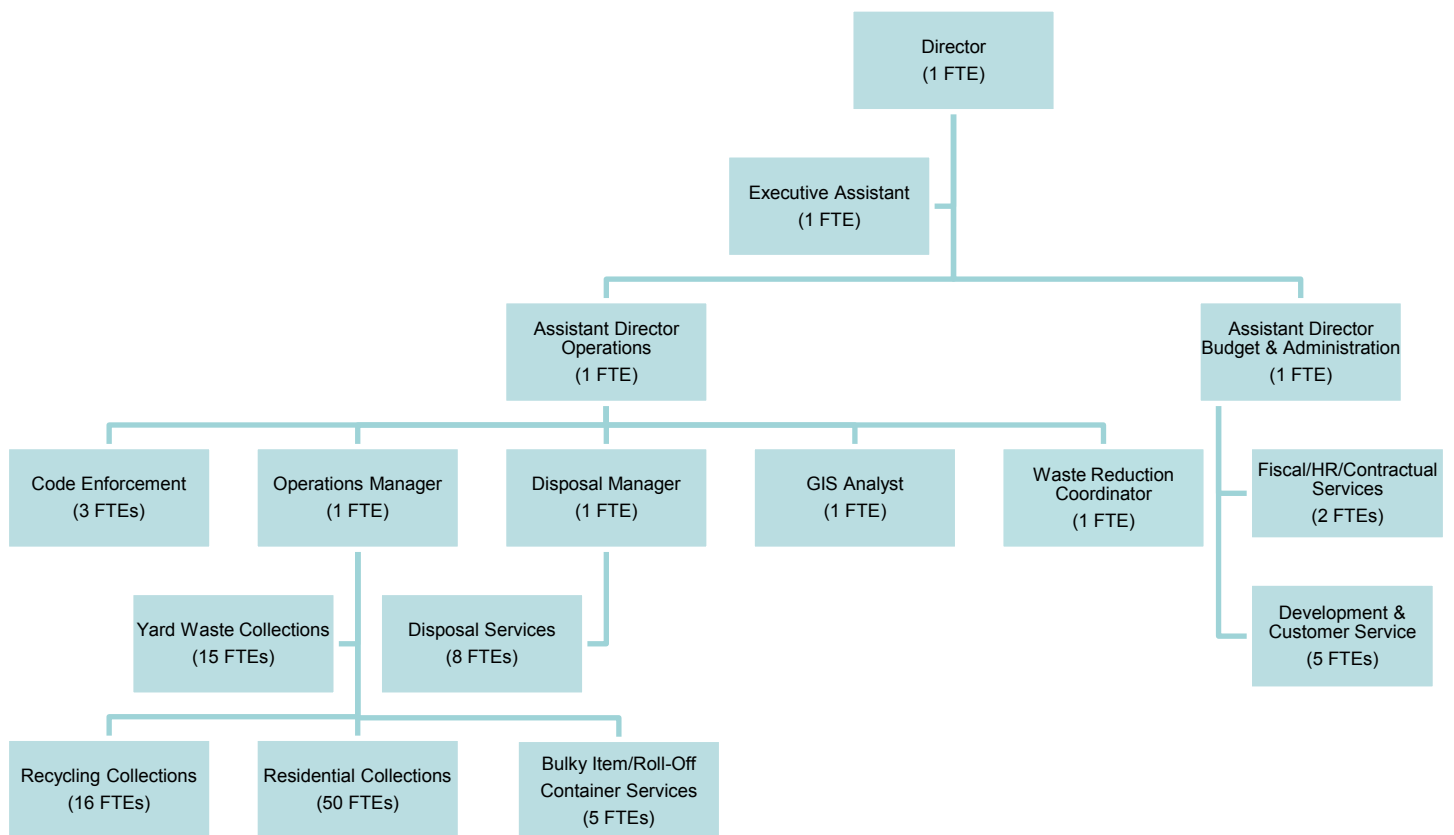 Director
(1 FTE)
Executive Assistant
(1 FTE)
Assistant Director
Operations
(1 FTE)
Assistant Director
Budget & Administration
(1 FTE)
Code Enforcement
(3 FTEs)
Operations Manager
(1 FTE)
Disposal Manager
(1 FTE)
GIS Analyst
(1 FTE)
Waste Reduction
Coordinator
(1 FTE)
Fiscal/HR/Contractual
Services
(2 FTEs)
Yard Waste Collections
(15 FTEs)
Disposal Services
(8 FTEs)
Development &
Customer Service
(5 FTEs)
Recycling Collections
(16 FTEs)
Residential Collections
(50 FTEs)
Bulky Item/Roll-Off
Container Services
(5 FTEs)